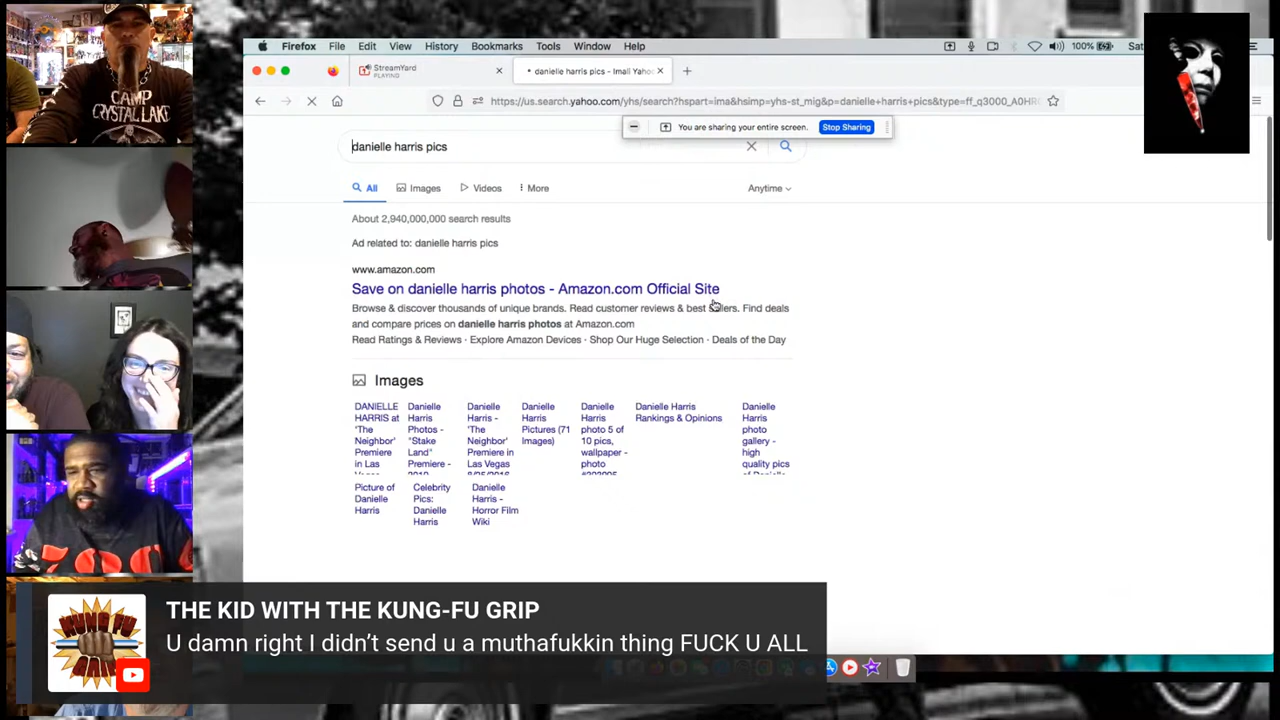 CAMP
CRYSTAL LAKE
Firefox File Edit View History Bookmarks Tools Window Help
100%
StreamYard
PLAYING
danielle harris pics - Imali Yahoo
https://us.search.yahoo.com/yhs/search?hspart=ima&hsimp=yhs-st_mig&p=danielle+harris+pics&type=ff_q3000_A0HR
You are sharing your entire screen. Stop Sharing
danielle harris pics
All Images Videos More Anytime
About 2,940,000,000 search results
Ad related to: danielle harris pics
www.amazon.com
Save on danielle harris photos - Amazon.com Official Site
Browse & discover thousands of unique brands. Read customer reviews & best sellers. Find deals
and compare prices on danielle harris photos at Amazon.com
Read Ratings & Reviews · Explore Amazon Devices · Shop Our Huge Selection · Deals of the Day
Images
DANIELLE
HARRIS at
'The
Neighbor'
Premiere
in Las
Danielle
Harris
Photos -
"Stake
Land"
Premiere -
Danielle
Harris -
'The
Neighbor'
Premiere in
Las Vegas
Danielle
Harris
Pictures (71
Images)
Danielle
Harris
photo 5 of
10 pics,
wallpaper -
photo
Danielle Harris
Rankings & Opinions
Danielle
Harris
photo
gallery -
high
quality pics
Picture of
Danielle
Harris
Celebrity
Pics:
Danielle
Harris
Danielle
Harris -
Horror Film
Wiki
KUNG FU
GRIP
THE KID WITH THE KUNG-FU GRIP
U damn right I didn't send u a muthafukkin thing FUCK U ALL